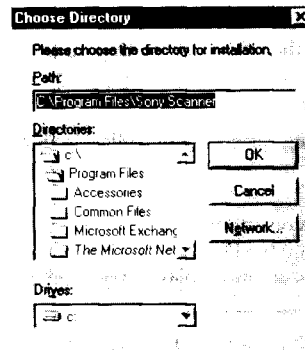 Choose Directory
Please choose the directory for installation.
Path:
C:\Program Files\Sony Scanner
Directories:
c:\
Program Files
Accessories
Common Files
Microsoft Exchang
The Microsoft Net
OK
Cancel
Network...
Drives:
c: